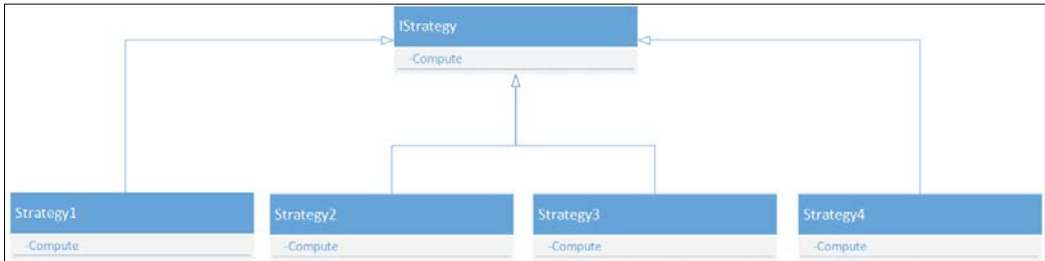 IStrategy
-Compute
Strategy1
-Compute
Strategy2
-Compute
Strategy3
-Compute
Strategy4
-Compute